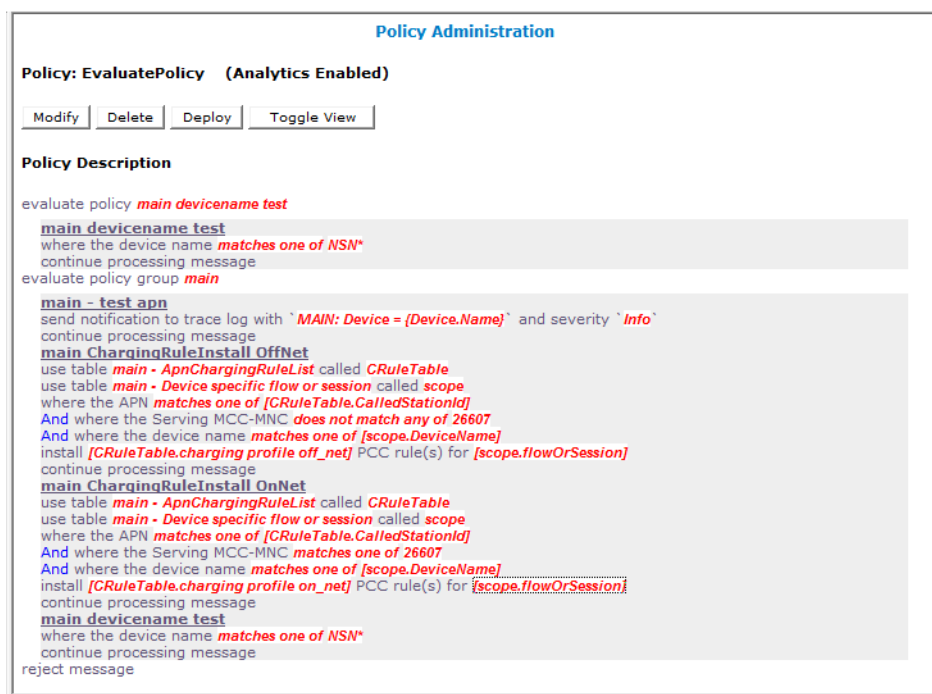 Policy Administration
Policy: EvaluatePolicy (Analytics Enabled)
Modify Delete Deploy Toggle View
Policy Description
evaluate policy main devicename test
main devicename test
where the device name matches one of NSN*
continue processing message
evaluate policy group main
main - test apn
send notification to trace log with `MAIN: Device = {Device.Name}` and severity `Info`
continue processing message
main ChargingRuleInstall OffNet
use table main - ApnChargingRuleList called CRuleTable
use table main - Device specific flow or session called scope
where the APN matches one of [CRuleTable.CalledStationId]
And where the Serving MCC-MNC does not match any of 26607
And where the device name matches one of [scope.DeviceName]
install [CRuleTable.charging profile off_net] PCC rule(s) for [scope.flowOrSession]
continue processing message
main ChargingRuleInstall OnNet
use table main - ApnChargingRuleList called CRuleTable
use table main - Device specific flow or session called scope
where the APN matches one of [CRuleTable.CalledStationId]
And where the Serving MCC-MNC matches one of 26607
And where the device name matches one of [scope.DeviceName]
install [CRuleTable.charging profile on_net] PCC rule(s) for [scope.flowOrSession]
continue processing message
main devicename test
where the device name matches one of NSN*
continue processing message
reject message